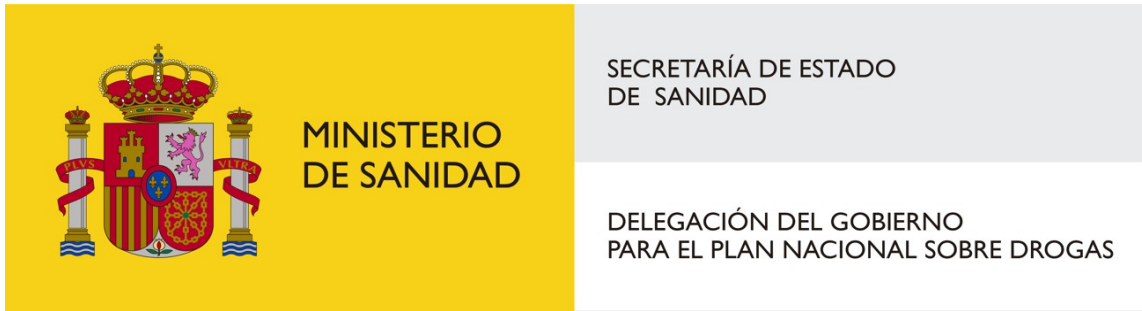 PLVS VLTRA
MINISTERIO
DE SANIDAD
SECRETARÍA DE ESTADO
DE SANIDAD
DELEGACIÓN DEL GOBIERNO
PARA EL PLAN NACIONAL SOBRE DROGAS